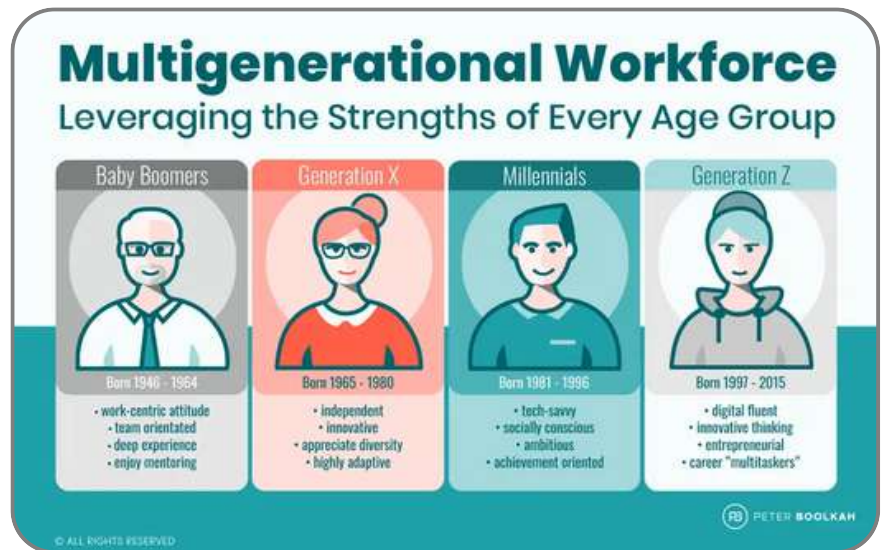 Multigenerational Workforce
Leveraging the Strengths of Every Age Group
Baby Boomers
Born 1946 - 1964
• work-centric attitude
• team orientated
• deep experience
• enjoy mentoring
Generation X
Born 1965 - 1980
• independent
• innovative
• appreciate diversity
• highly adaptive
Millennials
Born 1981 - 1996
• tech-savvy
• socially conscious
• ambitious
• achievement oriented
Generation Z
Born 1997 - 2015
• digital fluent
• innovative thinking
• entrepreneurial
• career "multitaskers"
PB PETER BOOLKAH
© ALL RIGHTS RESERVED